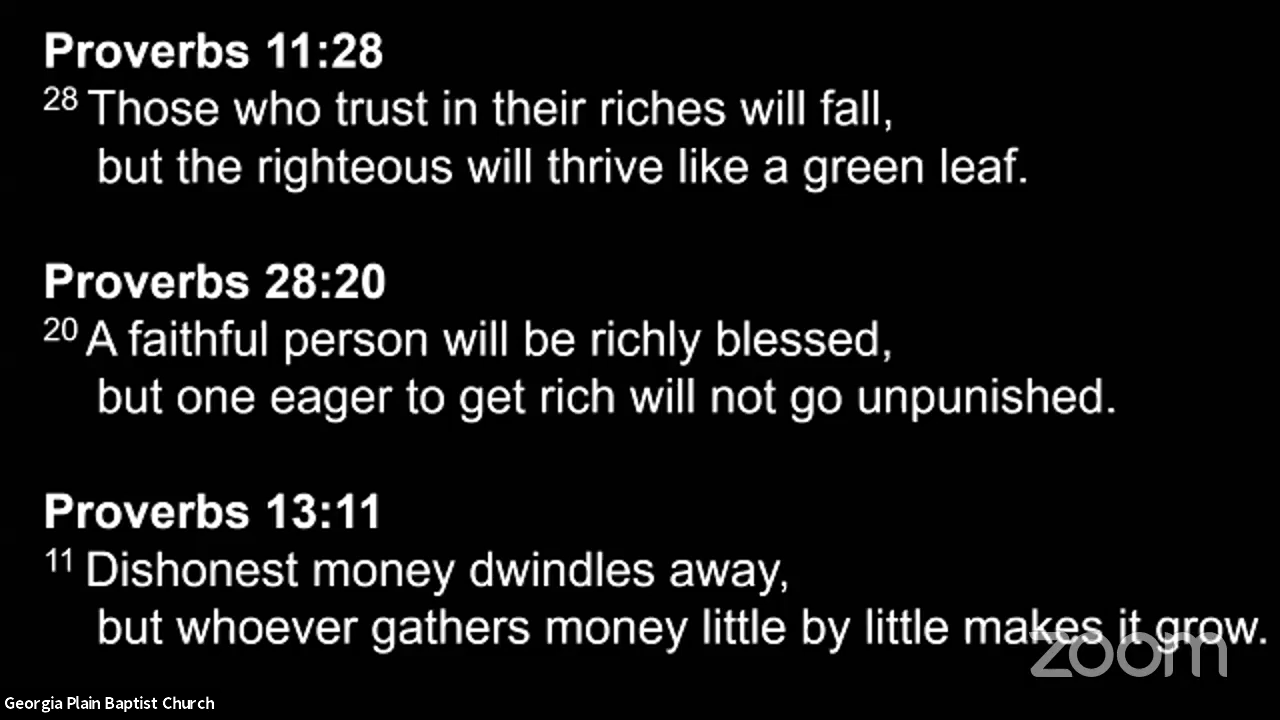 Proverbs 11:28
28 Those who trust in their riches will fall,
but the righteous will thrive like a green leaf.
Proverbs 28:20
20 A faithful person will be richly blessed,
but one eager to get rich will not go unpunished.
Proverbs 13:11
11 Dishonest money dwindles away,
but whoever gathers money little by little makes it grow.
zoom
Georgia Plain Baptist Church